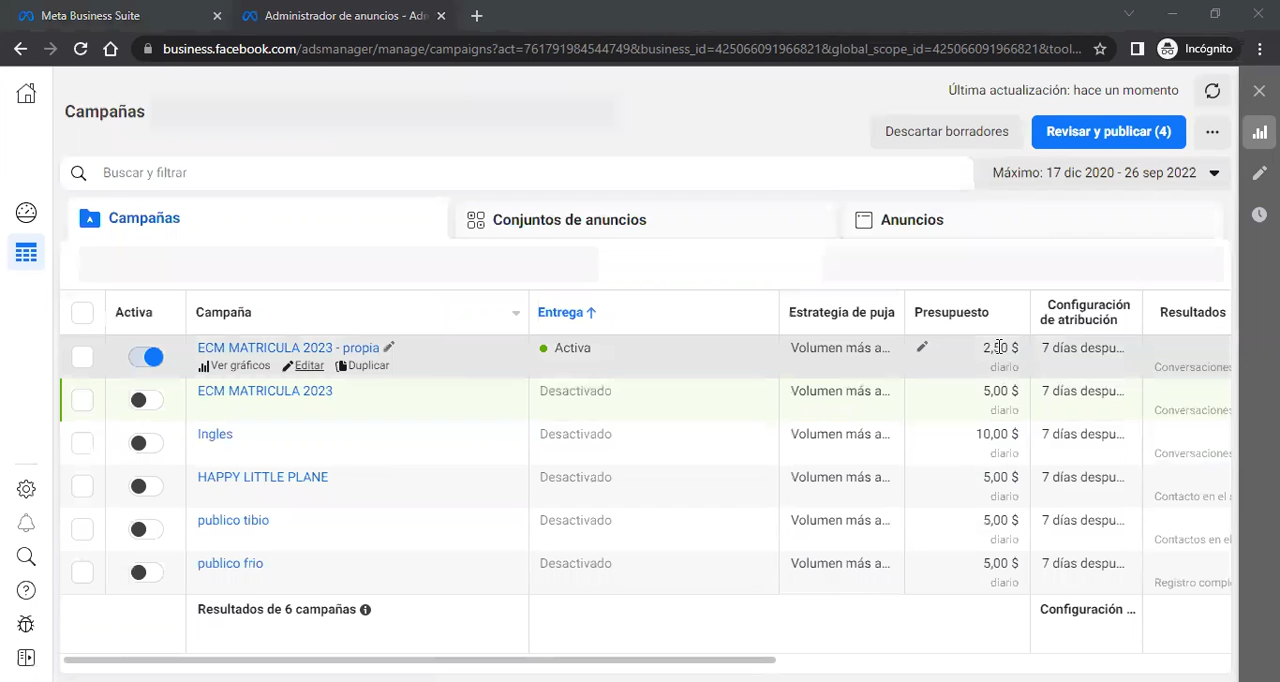 Meta Business Suite
Administrador de anuncios - Adn
business.facebook.com/adsmanager/manage/campaigns?act=761791984544749&business_id=425066091966821&global_scope_id=425066091966821&tool...
Incógnito
Última actualización: hace un momento
Campañas
Descartar borradores
Revisar y publicar (4)
Buscar y filtrar
Máximo: 17 dic 2020 - 26 sep 2022
Campañas
Conjuntos de anuncios
Anuncios
Activa
Campaña
Entrega
Estrategia de puja
Presupuesto
Configuración de atribución
Resultados
ECM MATRICULA 2023 - propia
Activa
Volumen más a...
2,50 $
7 días despu...
Ver gráficos
Editar
Duplicar
diario
Conversaciones
ECM MATRICULA 2023
Desactivado
Volumen más a...
5,00 $
7 días despu...
diario
Conversaciones
Ingles
Desactivado
Volumen más a...
10,00 $
7 días despu...
diario
Conversaciones
HAPPY LITTLE PLANE
Desactivado
Volumen más a...
5,00 $
7 días despu...
diario
Contacto en el s
publico tibio
Desactivado
Volumen más a...
5,00 $
7 días despu...
diario
Contactos en el
publico frio
Desactivado
Volumen más a...
5,00 $
7 días despu...
diario
Registro compl
Resultados de 6 campañas
Configuración ...